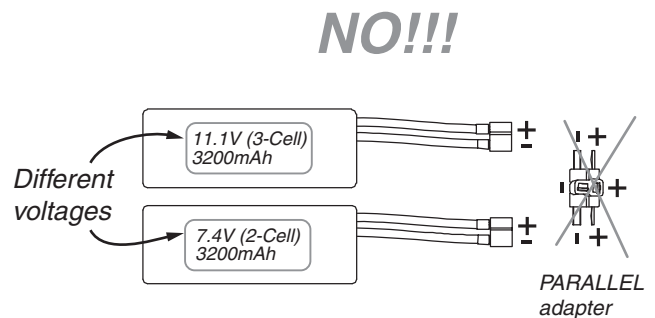 NO!!!
11.1V (3-Cell)
3200mAh
+
-
Different
voltages
7.4V (2-Cell)
3200mAh
+
-
- +
- +
- +
PARALLEL
adapter